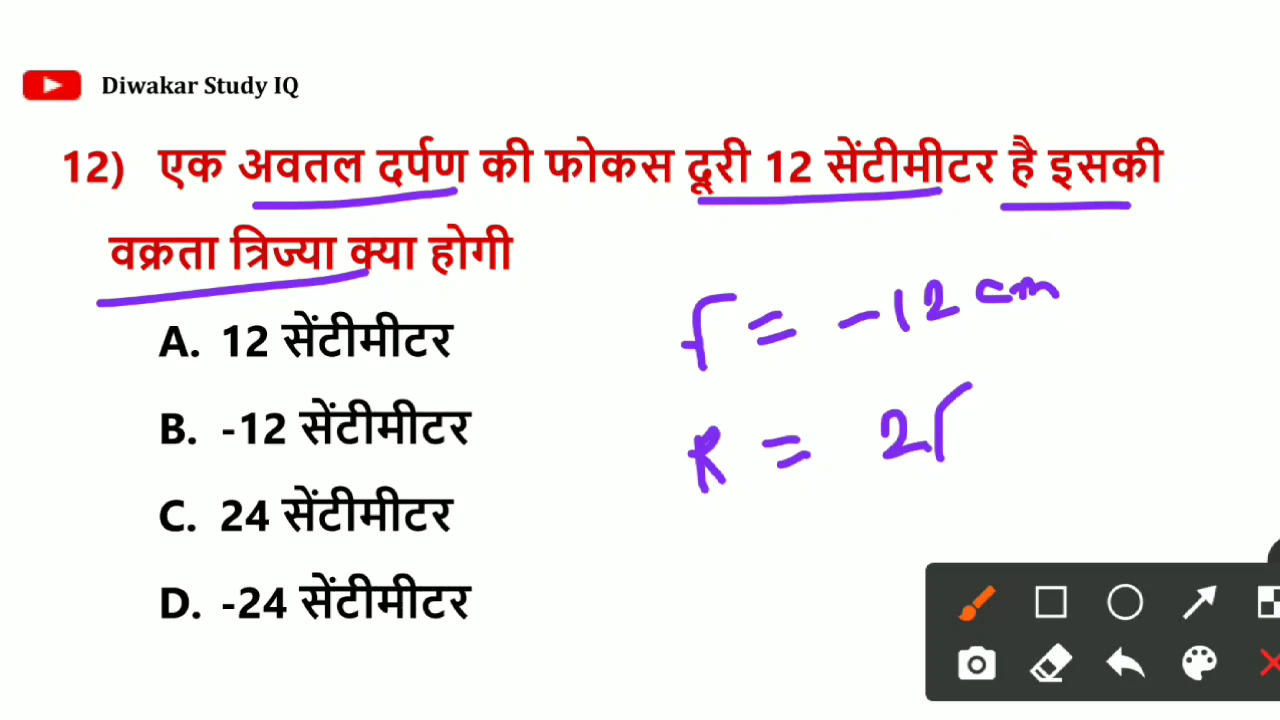 Diwakar Study IQ
12) एक अवतल दर्पण की फोकस दूरी 12 सेंटीमीटर है इसकी
वक्रता त्रिज्या क्या होगी
A. 12 सेंटीमीटर
B. -12 सेंटीमीटर
C. 24 सेंटीमीटर
D. -24 सेंटीमीटर
f = -12 cm
R = 2f